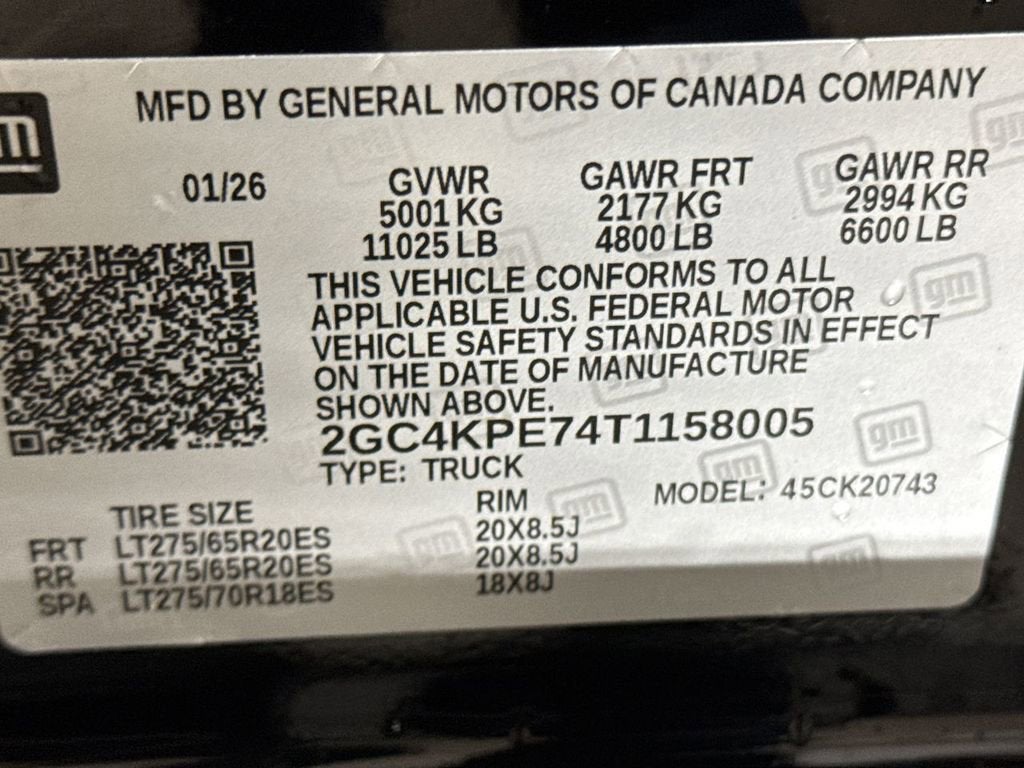 gm
MFD BY GENERAL MOTORS OF CANADA COMPANY
01/26
GVWR
5001 KG
11025 LB
GAWR FRT
2177 KG
4800 LB
GAWR RR
2994 KG
6600 LB
THIS VEHICLE CONFORMS TO ALL
APPLICABLE U.S. FEDERAL MOTOR
VEHICLE SAFETY STANDARDS IN EFFECT
ON THE DATE OF MANUFACTURE
SHOWN ABOVE.
2GC4KPE74T1158005
TYPE: TRUCK
MODEL: 45CK20743
TIRE SIZE RIM
FRT LT275/65R20ES 20X8.5J
RR LT275/65R20ES 20X8.5J
SPA LT275/70R18ES 18X8J